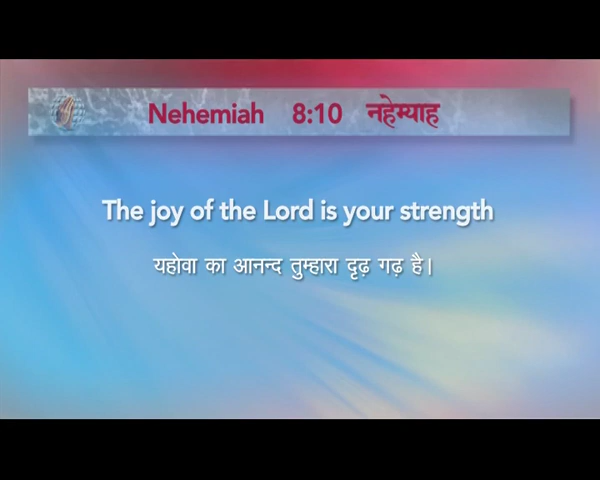 Nehemiah 8:10 नहेम्याह
The joy of the Lord is your strength
यहोवा का आनन्द तुम्हारा दृढ़ गढ़ है।